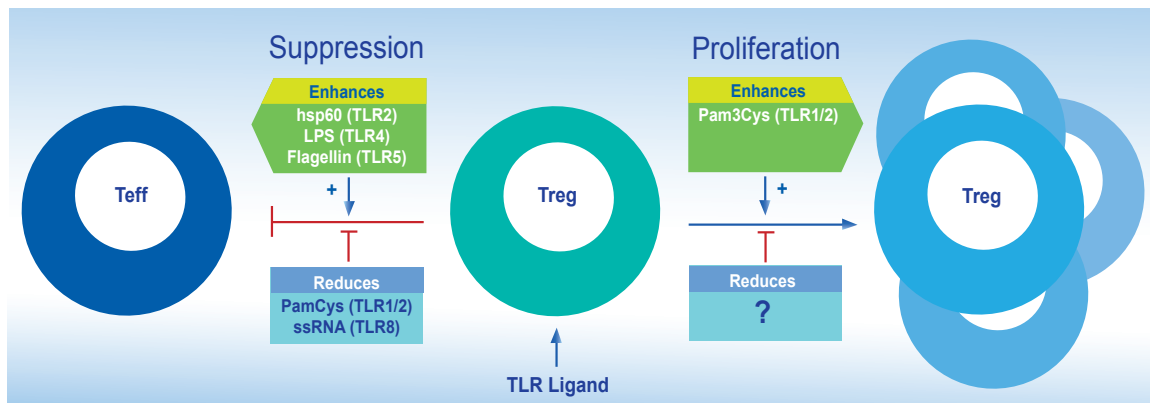 Suppression
Proliferation
Enhances
hsp60 (TLR2)
LPS (TLR4)
Flagellin (TLR5)
+
Enhances
Pam3Cys (TLR1/2)
+
Teff
Treg
Treg
Reduces
PamCys (TLR1/2)
ssRNA (TLR8)
Reduces
?
TLR Ligand